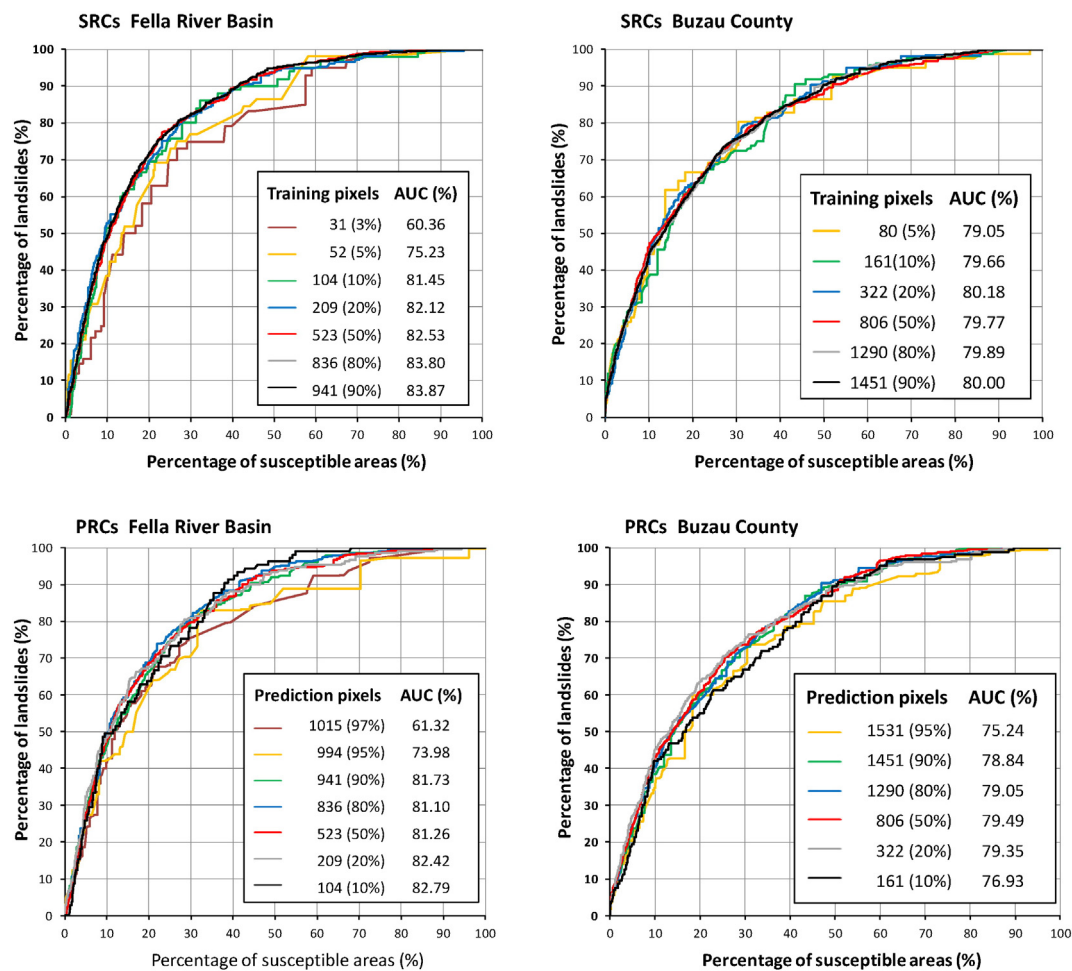 SRCs Fella River Basin
Percentage of landslides (%)
100
90
80
70
60
50
40
30
20
10
0
Training pixels AUC (%)
31 (3%) 60.36
52 (5%) 75.23
104 (10%) 81.45
209 (20%) 82.12
523 (50%) 82.53
836 (80%) 83.80
941 (90%) 83.87
0 10 20 30 40 50 60 70 80 90 100
Percentage of susceptible areas (%)
SRCs Buzau County
Percentage of landslides (%)
100
90
80
70
60
50
40
30
20
10
0
Training pixels AUC (%)
80 (5%) 79.05
161(10%) 79.66
322 (20%) 80.18
806 (50%) 79.77
1290 (80%) 79.89
1451 (90%) 80.00
0 10 20 30 40 50 60 70 80 90 100
Percentage of susceptible areas (%)
PRCs Fella River Basin
Percentage of landslides (%)
100
90
80
70
60
50
40
30
20
10
0
Prediction pixels AUC (%)
1015 (97%) 61.32
994 (95%) 73.98
941 (90%) 81.73
836 (80%) 81.10
523 (50%) 81.26
209 (20%) 82.42
104 (10%) 82.79
0 10 20 30 40 50 60 70 80 90 100
Percentage of susceptible areas (%)
PRCs Buzau County
Percentage of landslides (%)
100
90
80
70
60
50
40
30
20
10
0
Prediction pixels AUC (%)
1531 (95%) 75.24
1451 (90%) 78.84
1290 (80%) 79.05
806 (50%) 79.49
322 (20%) 79.35
161 (10%) 76.93
0 10 20 30 40 50 60 70 80 90 100
Percentage of susceptible areas (%)